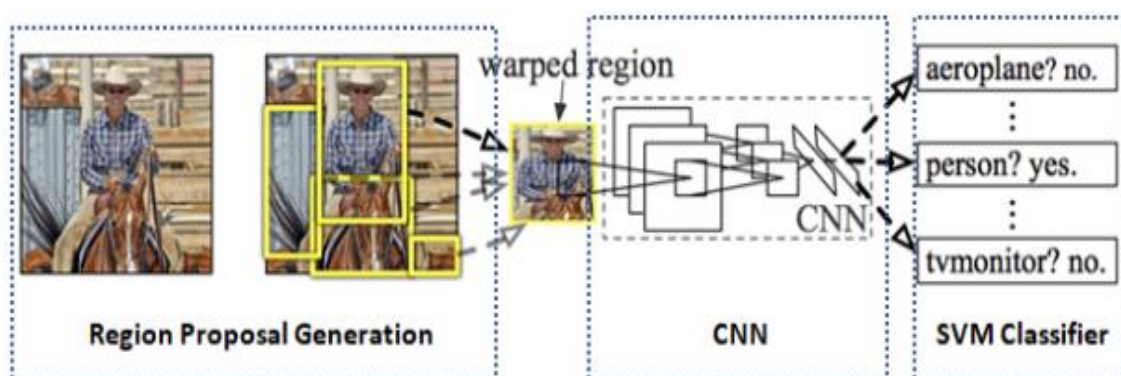 warped region
aeroplane? no.
person? yes.
CNN
tvmonitor? no.
Region Proposal Generation
CNN
SVM Classifier